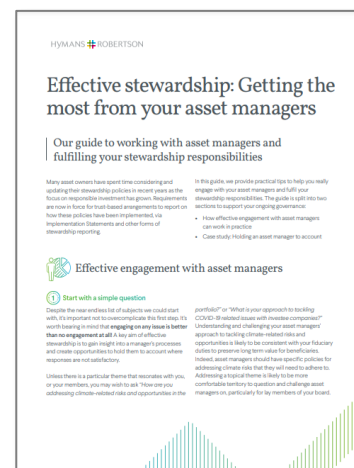 HYMANS ROBERTSON
Effective stewardship: Getting the
most from your asset managers
Our guide to working with asset managers and
fulfilling your stewardship responsibilities
Many asset owners have spent time considering and
updating their stewardship policies in recent years as the
focus on responsible investment has grown. Requirements
are now in force for trust-based arrangements to report on
how these policies have been implemented, via
Implementation Statements and other forms of
stewardship reporting.
In this guide, we provide practical tips to help you really
engage with your asset managers and fulfil your
stewardship responsibilities. The guide is split into two
sections to support your ongoing governance:
• How effective engagement with asset managers
can work in practice
• Case study: Holding an asset manager to account
Effective engagement with asset managers
1 Start with a simple question
Despite the near endless list of subjects we could start
with, it's important not to overcomplicate this first step. It's
worth bearing in mind that engaging on any issue is better
than no engagement at all! A key aim of effective
stewardship is to gain insight into a manager's processes
and create opportunities to hold them to account where
responses are not satisfactory.
Unless there is a particular theme that resonates with you,
or your members, you may wish to ask "How are you
addressing climate-related risks and opportunities in the
portfolio?" or "What is your approach to tackling
COVID-19 related issues with investee companies?"
Understanding and challenging your asset managers'
approach to tackling climate-related risks and
opportunities is likely to be consistent with your fiduciary
duties to preserve long term value for beneficiaries.
Indeed, asset managers should have specific policies for
addressing climate risks that they will need to adhere to.
Addressing a topical theme is likely to be more
comfortable territory to question and challenge asset
managers on, particularly for lay members of your board.